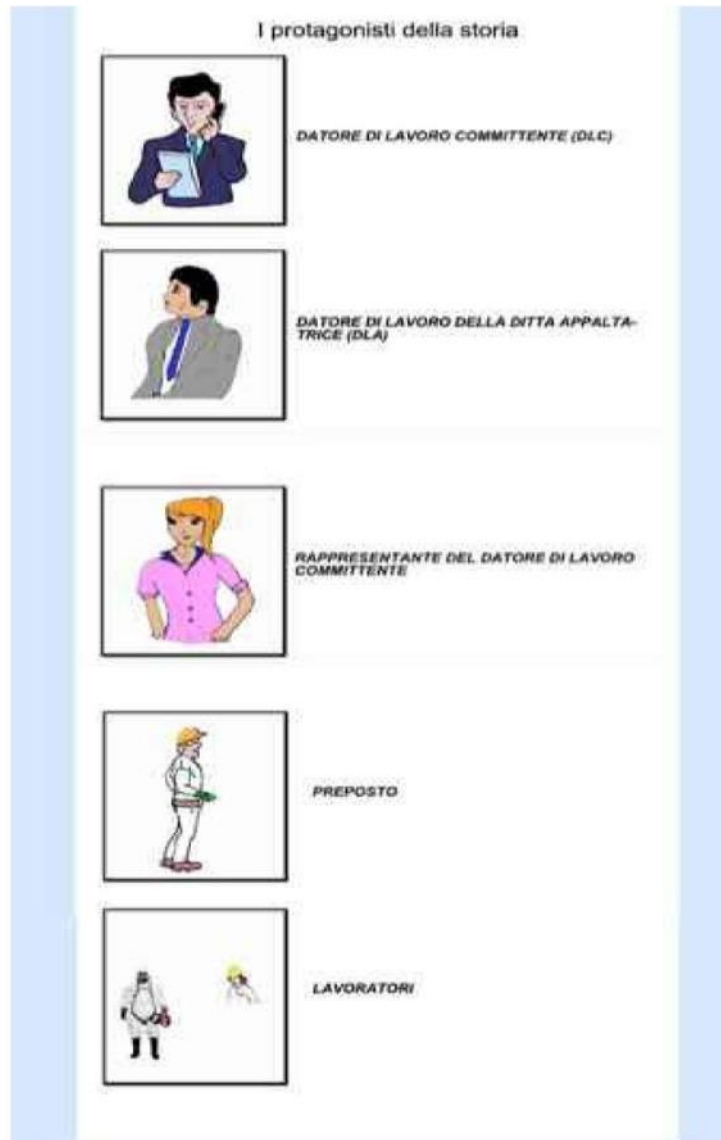 I protagonisti della storia
DATORE DI LAVORO COMMITTENTE (DLC)
DATORE DI LAVORO DELLA DITTA APPALTA-
TRICE (DLA)
RAPPRESENTANTE DEL DATORE DI LAVORO
COMMITTENTE
PREPOSTO
LAVORATORI